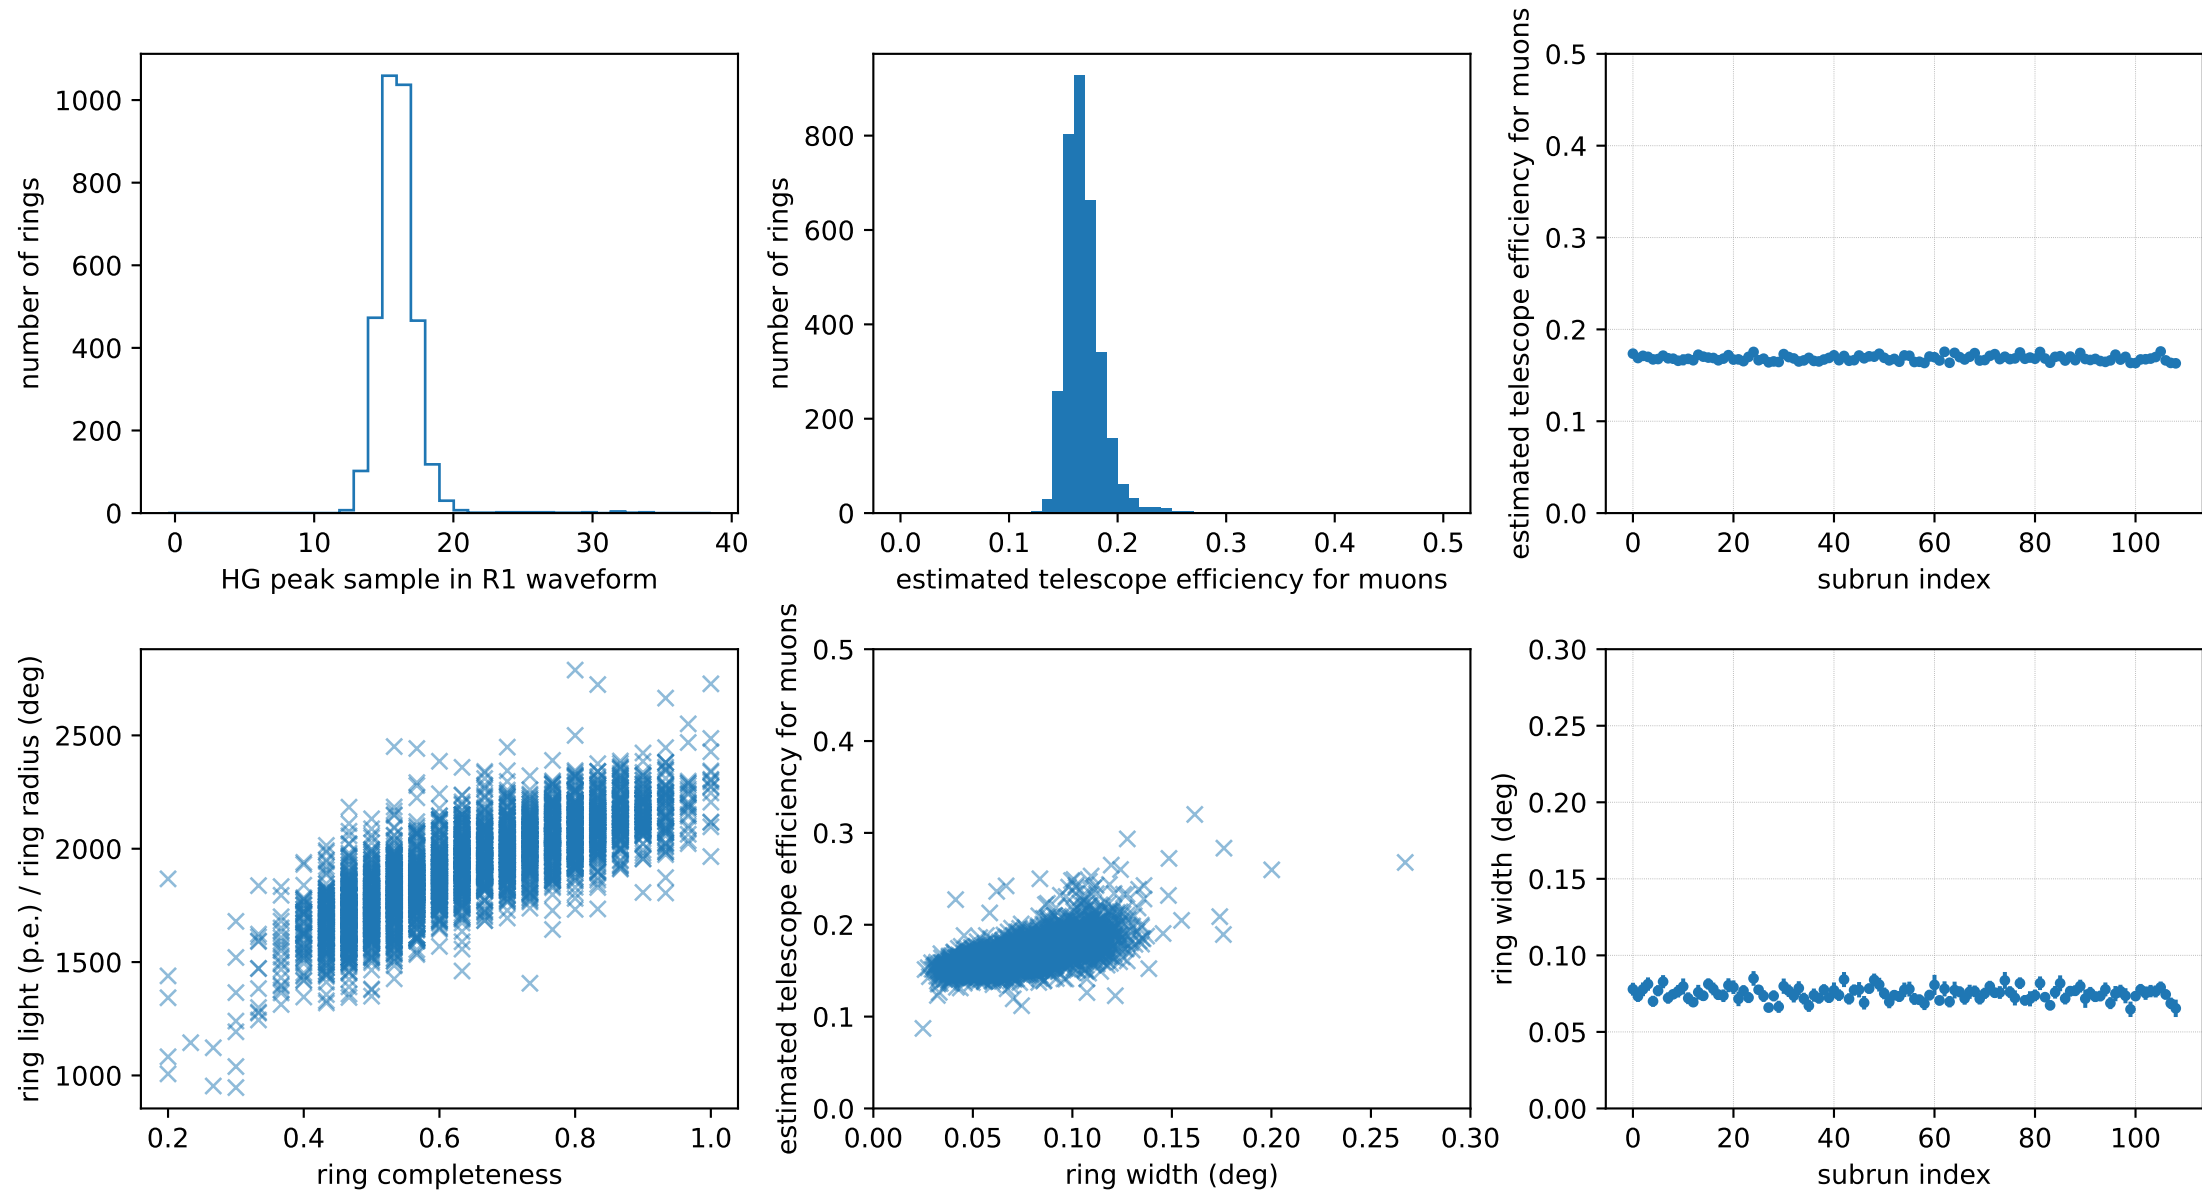 number of rings
1000
800
600
400
200
0
0 10 20 30 40
HG peak sample in R1 waveform
number of rings
800
600
400
200
0
0.0 0.1 0.2 0.3 0.4 0.5
estimated telescope efficiency for muons
estimated telescope efficiency for muons
0.5
0.4
0.3
0.2
0.1
0.0
0 20 40 60 80 100
subrun index
ring light (p.e.) / ring radius (deg)
2500
2000
1500
1000
0.2 0.4 0.6 0.8 1.0
ring completeness
estimated telescope efficiency for muons
0.5
0.4
0.3
0.2
0.1
0.0
0.00 0.05 0.10 0.15 0.20 0.25 0.30
ring width (deg)
ring width (deg)
0.30
0.25
0.20
0.15
0.10
0.05
0.00
0 20 40 60 80 100
subrun index